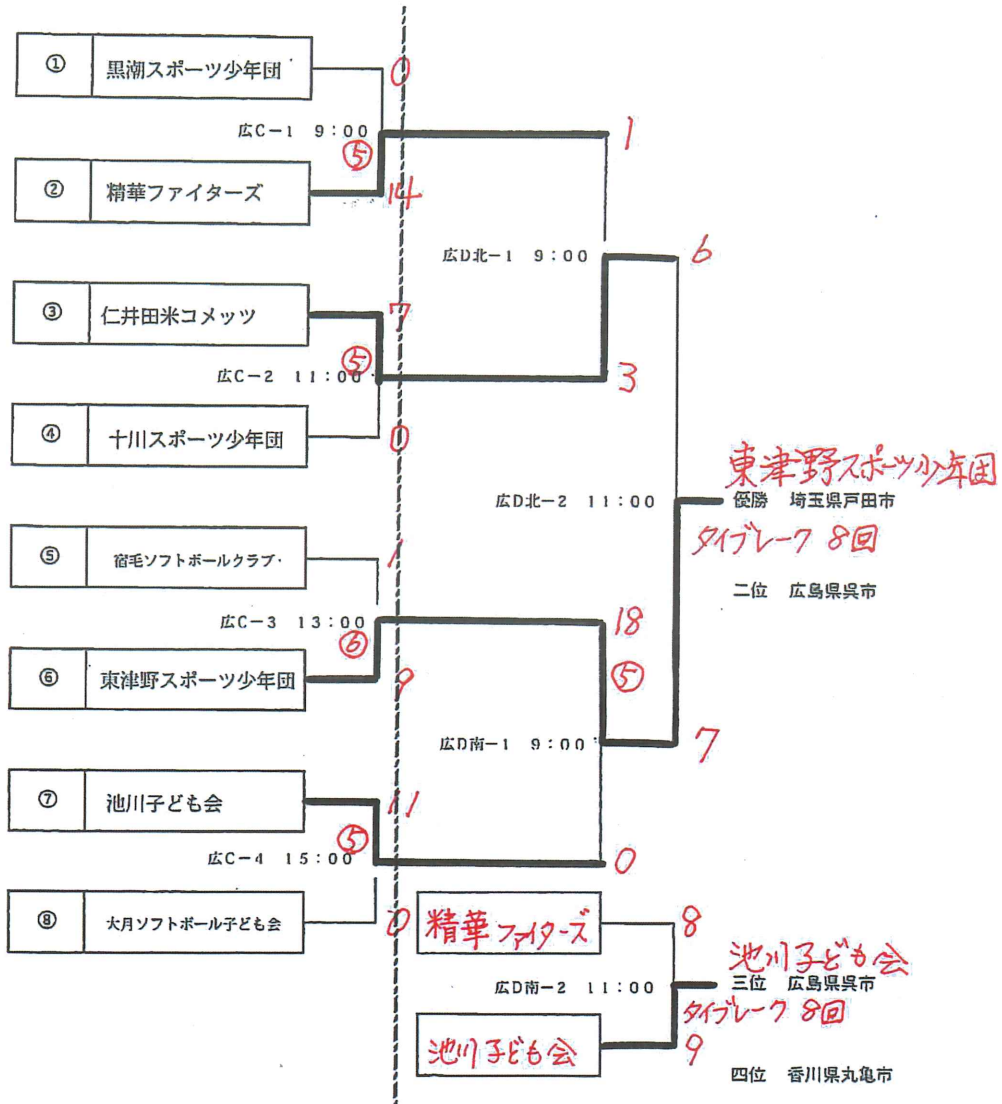 ① 黒潮スポーツ少年団 0
広C-1 9:00 1
⑤
② 精華ファイターズ 14
広D北-1 9:00 6
③ 仁井田米コメッツ 7
⑤
広C-2 11:00 3
④ 十川スポーツ少年団 0
東津野スポーツ少年団
広D北-2 11:00 優勝 埼玉県戸田市
タイブレーク 8回
⑤ 宿毛ソフトボールクラブ 1
二位 広島県呉市
広C-3 13:00 18
⑥
⑥ 東津野スポーツ少年団 9
⑤
広D南-1 9:00 7
⑦ 池川子ども会 11
⑤
広C-4 15:00 0
⑧ 大月ソフトボール子ども会 0
精華ファイターズ 8
池川子ども会
広D南-2 11:00 三位 広島県呉市
タイブレーク 8回
池川子ども会 9
四位 香川県丸亀市